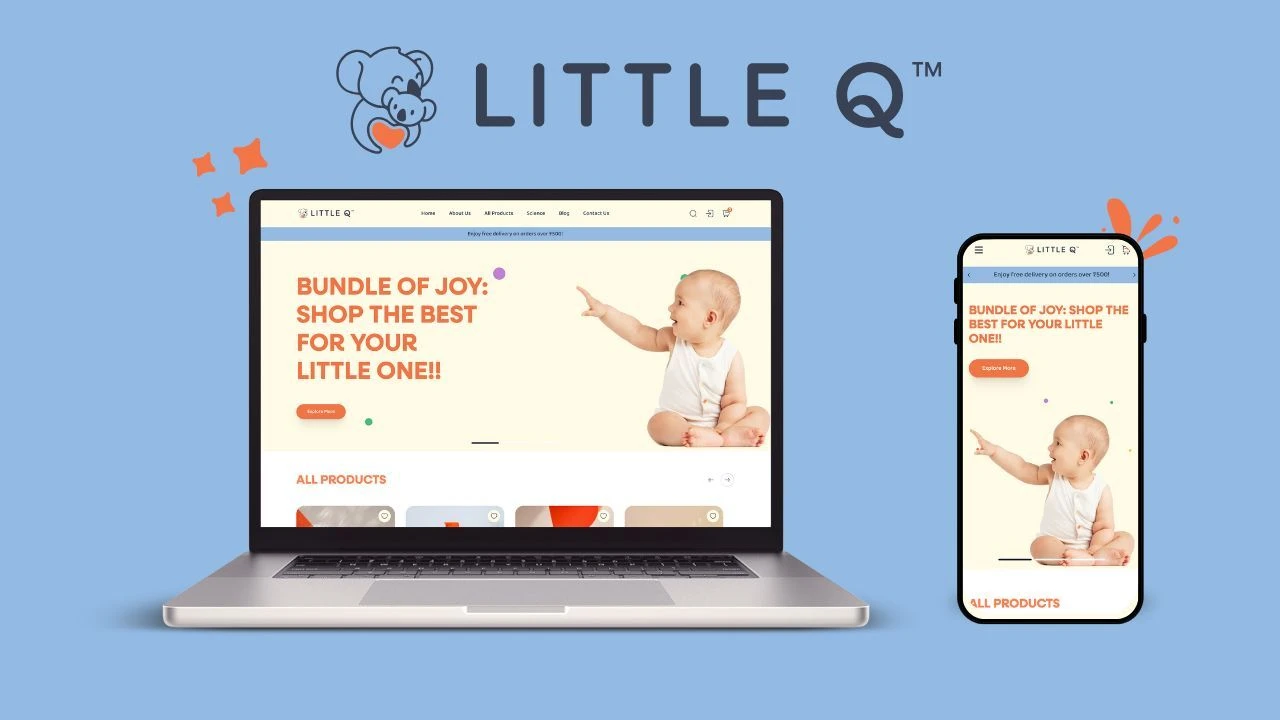 LITTLE Q™
LITTLE Q™
Home About Us All Products Science Blog Contact Us
Enjoy free delivery on orders over ₹500!
BUNDLE OF JOY:
SHOP THE BEST
FOR YOUR
LITTLE ONE!!
Explore More
ALL PRODUCTS
LITTLE Q™
Enjoy free delivery on orders over ₹500!
BUNDLE OF JOY: SHOP THE
BEST FOR YOUR LITTLE
ONE!!
Explore More
ALL PRODUCTS